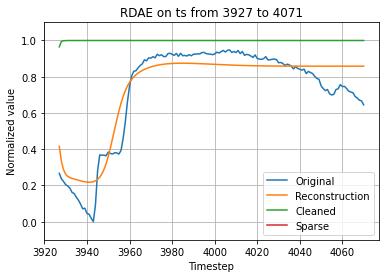 RDAE on ts from 3927 to 4071
1.0
0.8
0.6
0.4
0.2
0.0
Normalized value
3920 3940 3960 3980 4000 4020 4040 4060
Timestep
Original
Reconstruction
Cleaned
Sparse